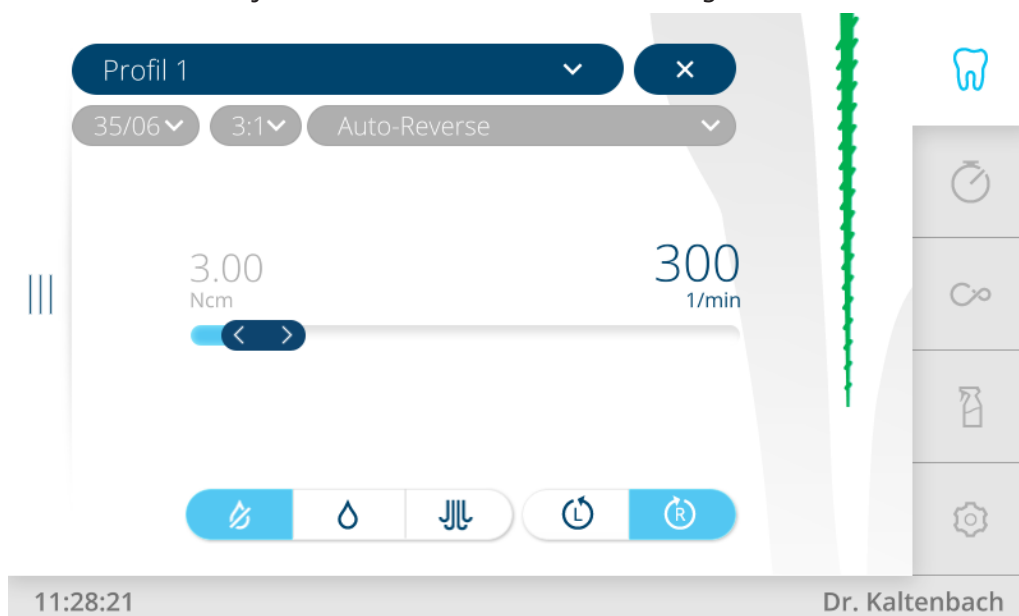 Profil 1
35/06 3:1 Auto-Reverse
3.00 300
Ncm 1/min
L R
11:28:21 Dr. Kaltenbach